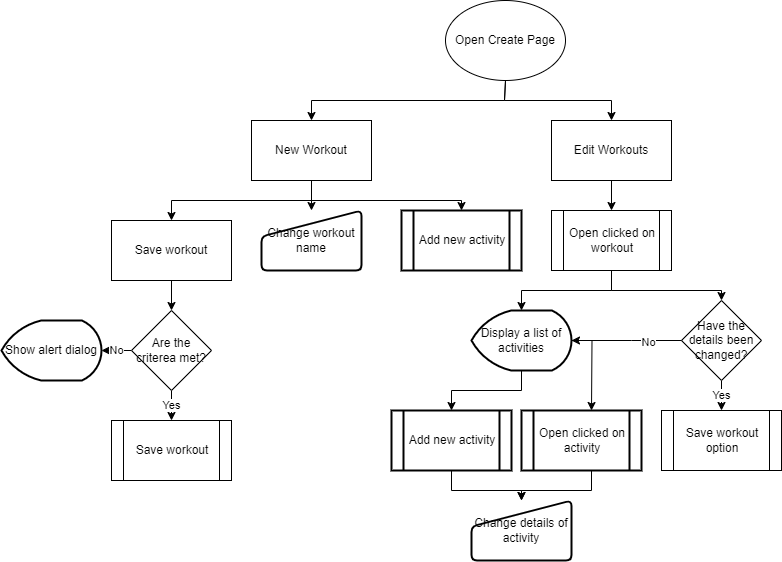 Open Create Page
New Workout
Edit Workouts
Save workout
Change workout
name
Add new activity
Open clicked on
workout
Show alert dialog
No
Are the
criterea met?
Display a list of
activities
No
Have the
details been
changed?
Yes
Yes
Save workout
Add new activity
Open clicked on
activity
Save workout
option
Change details of
activity